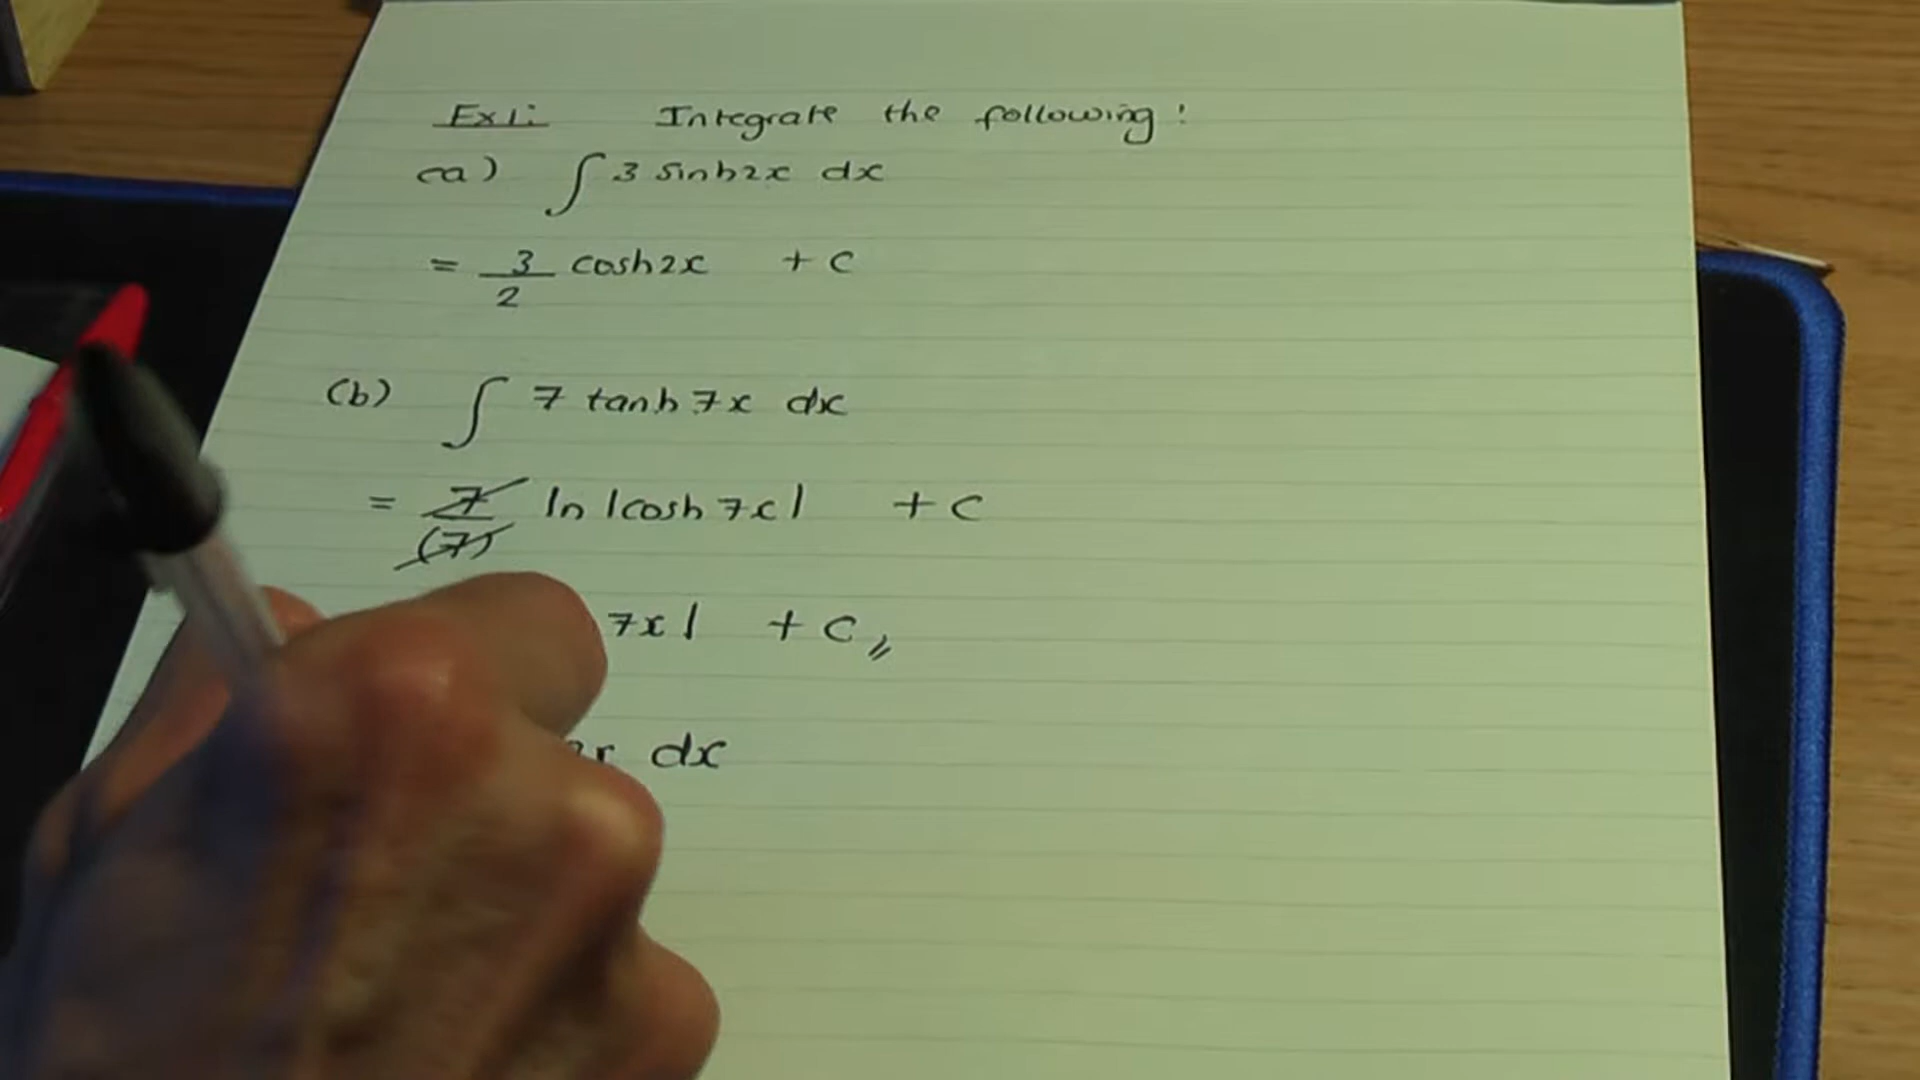 Ex1: Integrate the following:
(a) ∫ 3 sinh2x dx
= 3/2 cosh2x + c
(b) ∫ 7 tanh 7x dx
= 7/(7) ln |cosh 7x| + c
7x| + c
dx